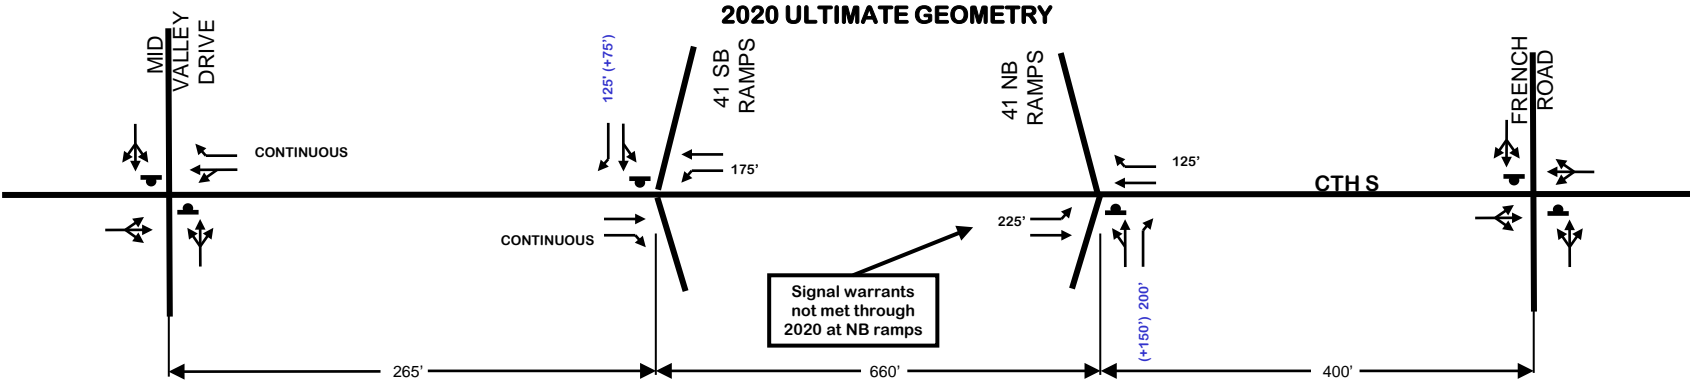 2020 ULTIMATE GEOMETRY
MID
VALLEY
DRIVE
125' (+75')
41 SB
RAMPS
41 NB
RAMPS
FRENCH
ROAD
CONTINUOUS
175’
125’
CTH S
CONTINUOUS
225’
Signal warrants
not met through
2020 at NB ramps
(+150’) 200’
265’
660’
400’